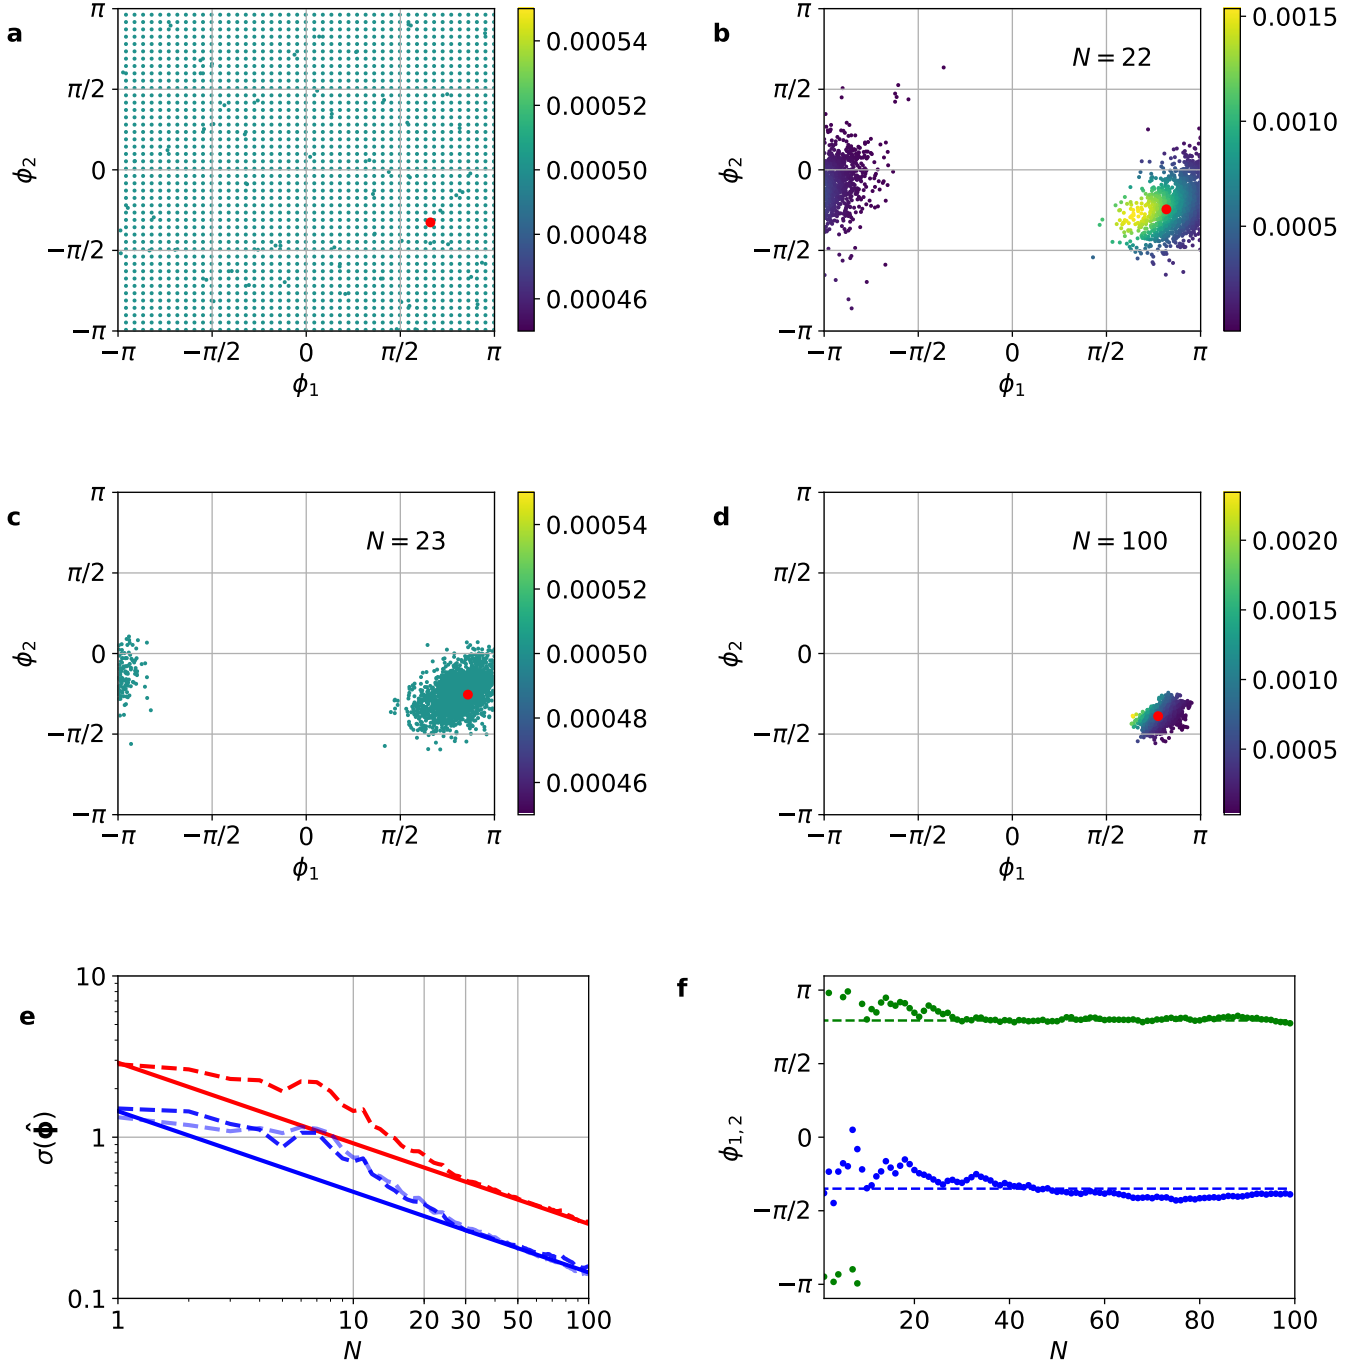 a
π
π/2
0
−π/2
−π
ϕ2
−π
−π/2
0
π/2
π
ϕ1
0.00054
0.00052
0.00050
0.00048
0.00046
b
N = 22
π
π/2
0
−π/2
−π
ϕ2
−π
−π/2
0
π/2
π
ϕ1
0.0015
0.0010
0.0005
c
N = 23
π
π/2
0
−π/2
−π
ϕ2
−π
−π/2
0
π/2
π
ϕ1
0.00054
0.00052
0.00050
0.00048
0.00046
d
N = 100
π
π/2
0
−π/2
−π
ϕ2
−π
−π/2
0
π/2
π
ϕ1
0.0020
0.0015
0.0010
0.0005
e
10
1
0.1
σ(ϕ̂)
1
10
20
30
50
100
N
f
π
π/2
0
−π/2
−π
ϕ1, 2
20
40
60
80
100
N